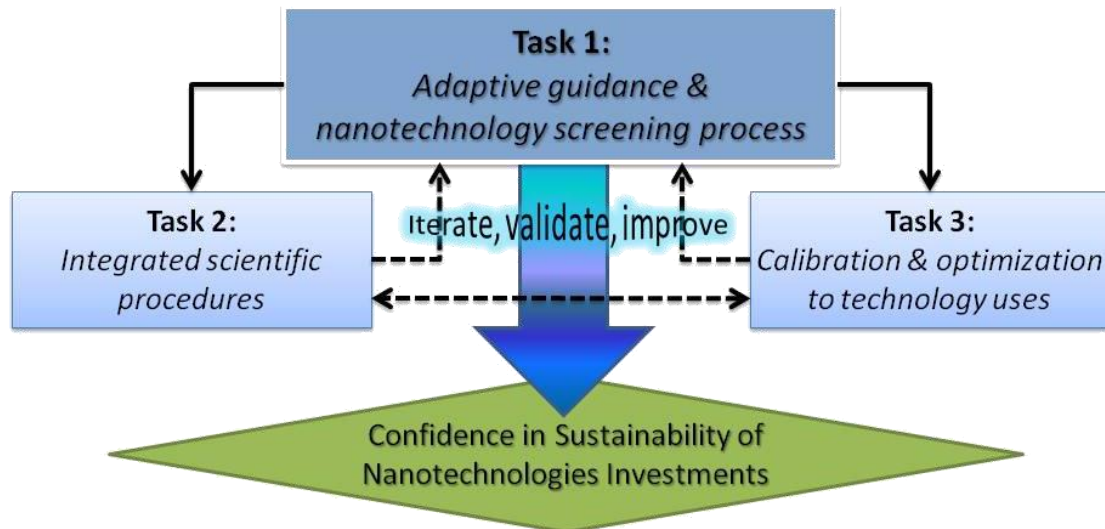 Task 1:
Adaptive guidance &
nanotechnology screening process
Iterate, validate, improve
Task 2:
Integrated scientific
procedures
Task 3:
Calibration & optimization
to technology uses
Confidence in Sustainability of
Nanotechnologies Investments